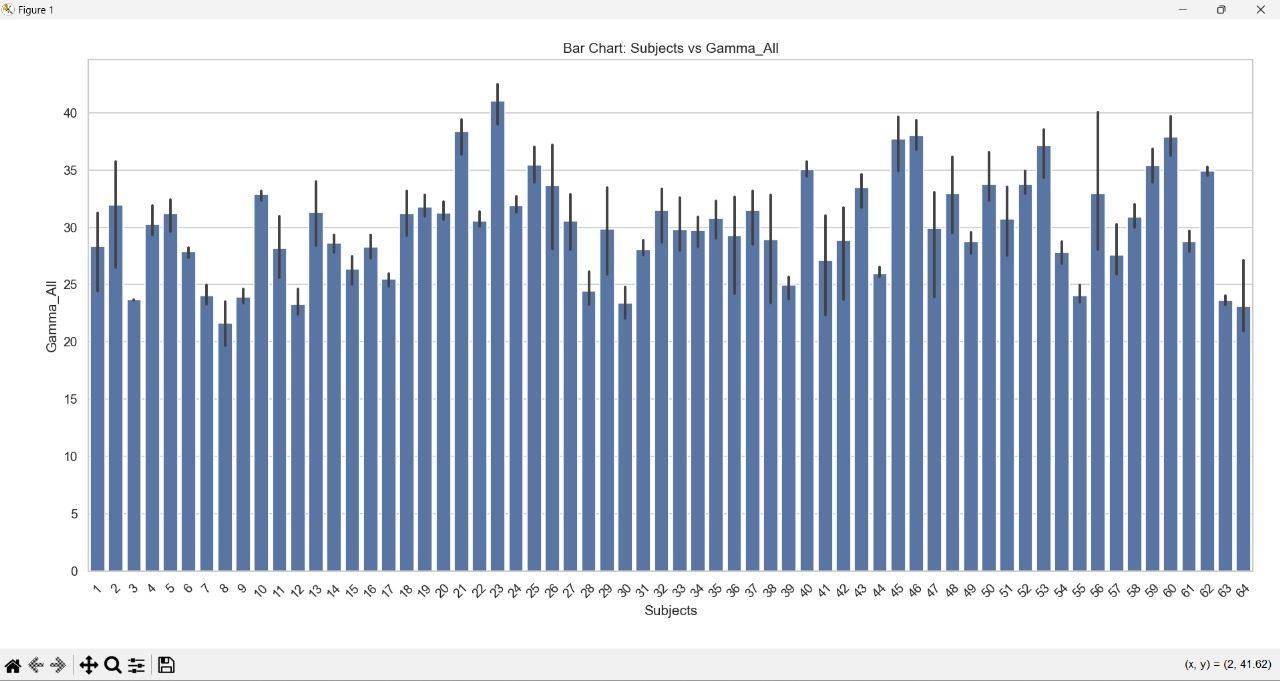 Figure 1
Bar Chart: Subjects vs Gamma_All
Gamma_All
40
35
30
25
20
15
10
5
0
1 2 3 4 5 6 7 8 9 10 11 12 13 14 15 16 17 18 19 20 21 22 23 24 25 26 27 28 29 30 31 32 33 34 35 36 37 38 39 40 41 42 43 44 45 46 47 48 49 50 51 52 53 54 55 56 57 58 59 60 61 62 63 64
Subjects
(x, y) = (2, 41.62)